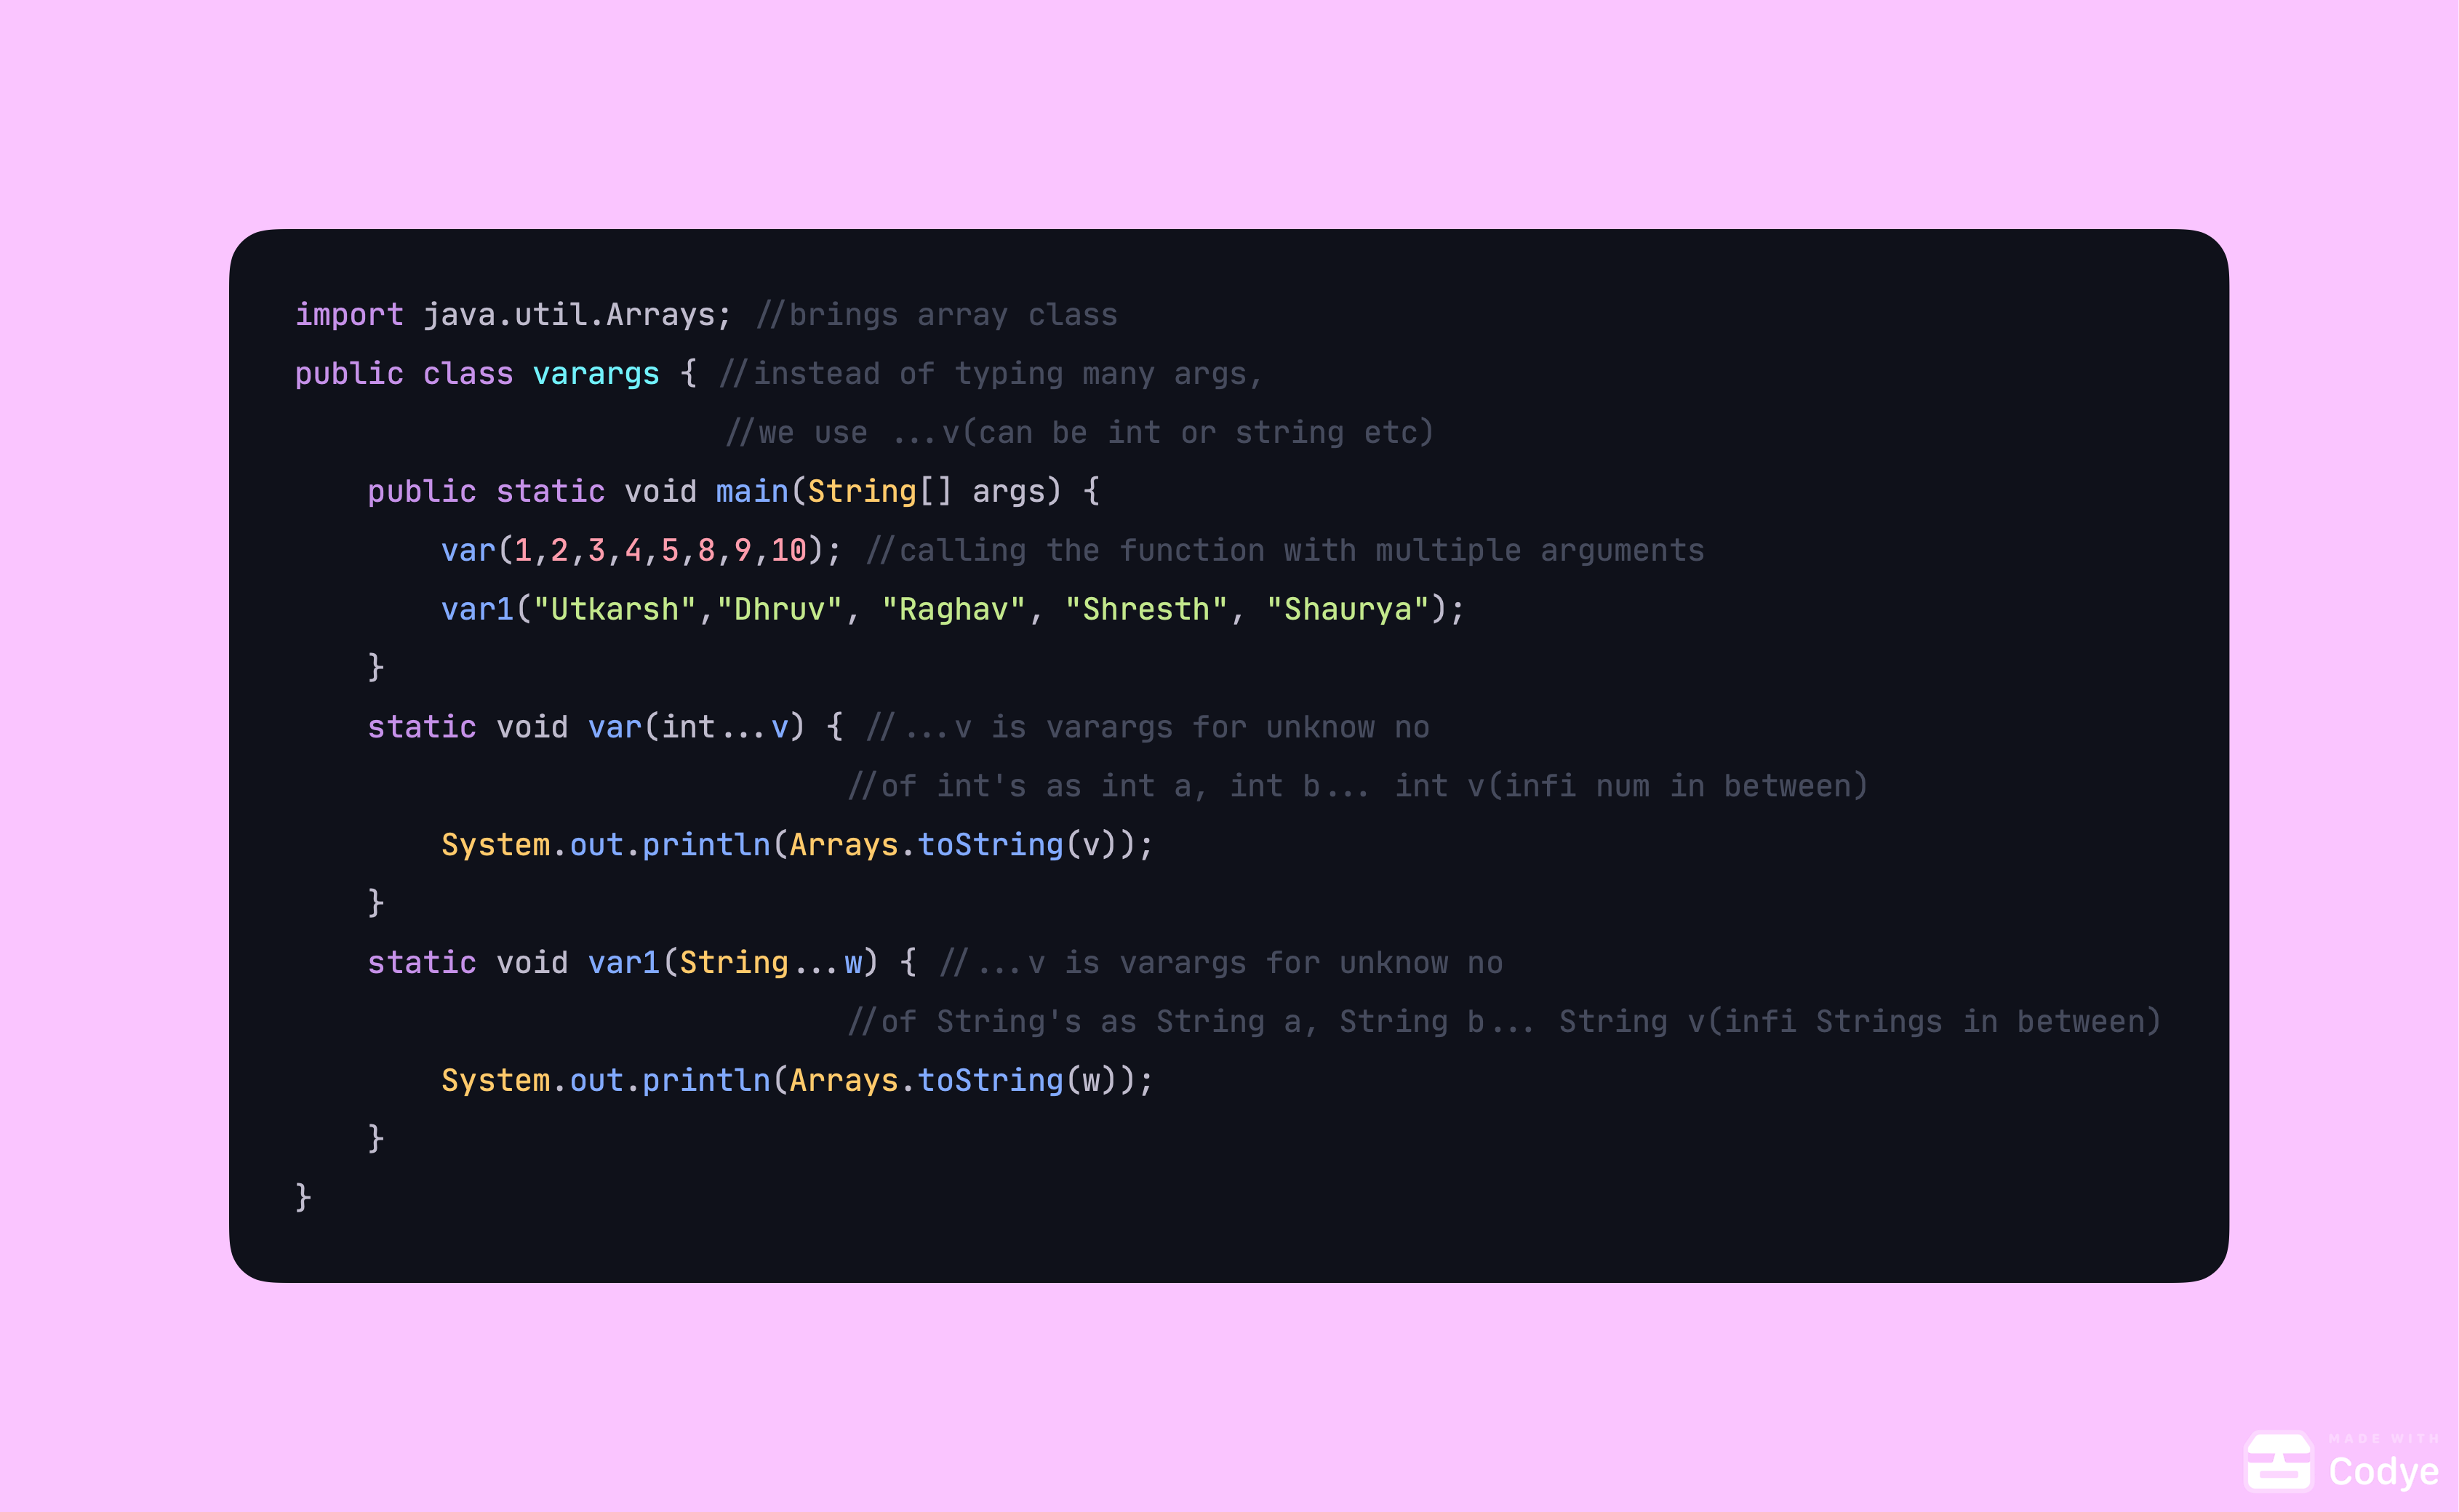 import java.util.Arrays; //brings array class
public class varargs { //instead of typing many args,
//we use ...v(can be int or string etc)
public static void main(String[] args) {
var(1,2,3,4,5,8,9,10); //calling the function with multiple arguments
var1("Utkarsh","Dhruv", "Raghav", "Shresth", "Shaurya");
}
static void var(int...v) { //...v is varargs for unknow no
//of int's as int a, int b... int v(infi num in between)
System.out.println(Arrays.toString(v));
}
static void var1(String...w) { //...v is varargs for unknow no
//of String's as String a, String b... String v(infi Strings in between)
System.out.println(Arrays.toString(w));
}
}
MADE WITH
Codye